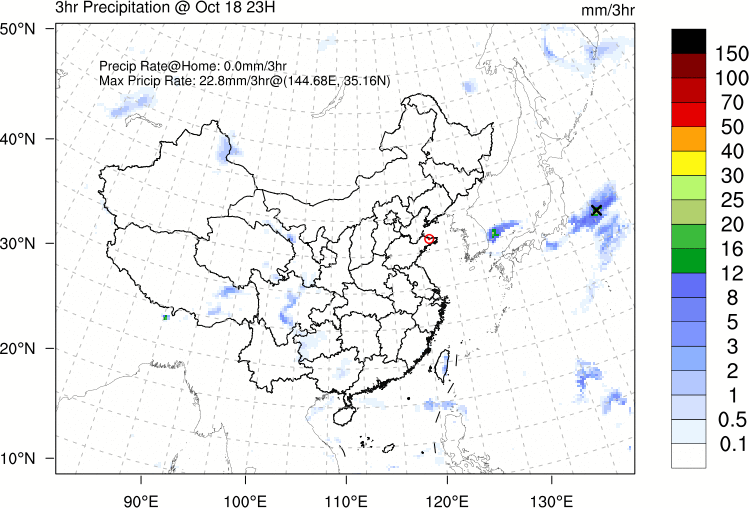 3hr Precipitation @ Oct 18 23H
mm/3hr
Precip Rate@Home: 0.0mm/3hr
Max Pricip Rate: 22.8mm/3hr@(144.68E, 35.16N)
50°N
40°N
30°N
20°N
10°N
90°E
100°E
110°E
120°E
130°E
150
100
70
50
40
30
25
20
16
12
8
5
3
2
1
0.5
0.1